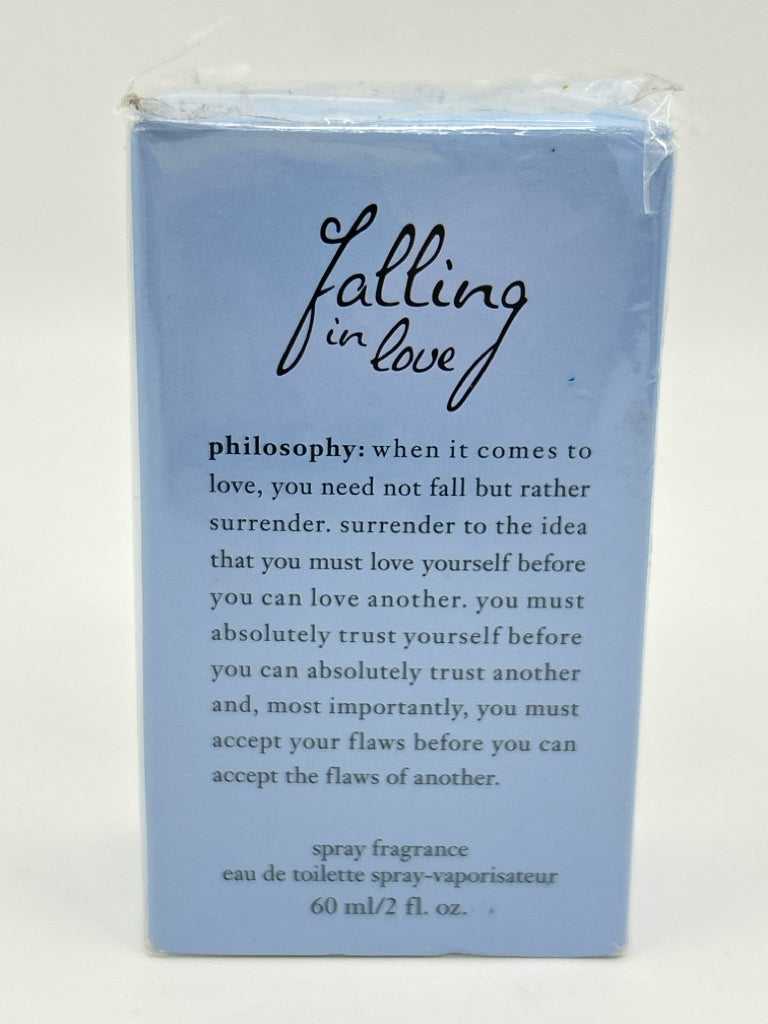 falling
in love
philosophy: when it comes to
love, you need not fall but rather
surrender. surrender to the idea
that you must love yourself before
you can love another. you must
absolutely trust yourself before
you can absolutely trust another
and, most importantly, you must
accept your flaws before you can
accept the flaws of another.
spray fragrance
eau de toilette spray-vaporisateur
60 ml/2 fl. oz.